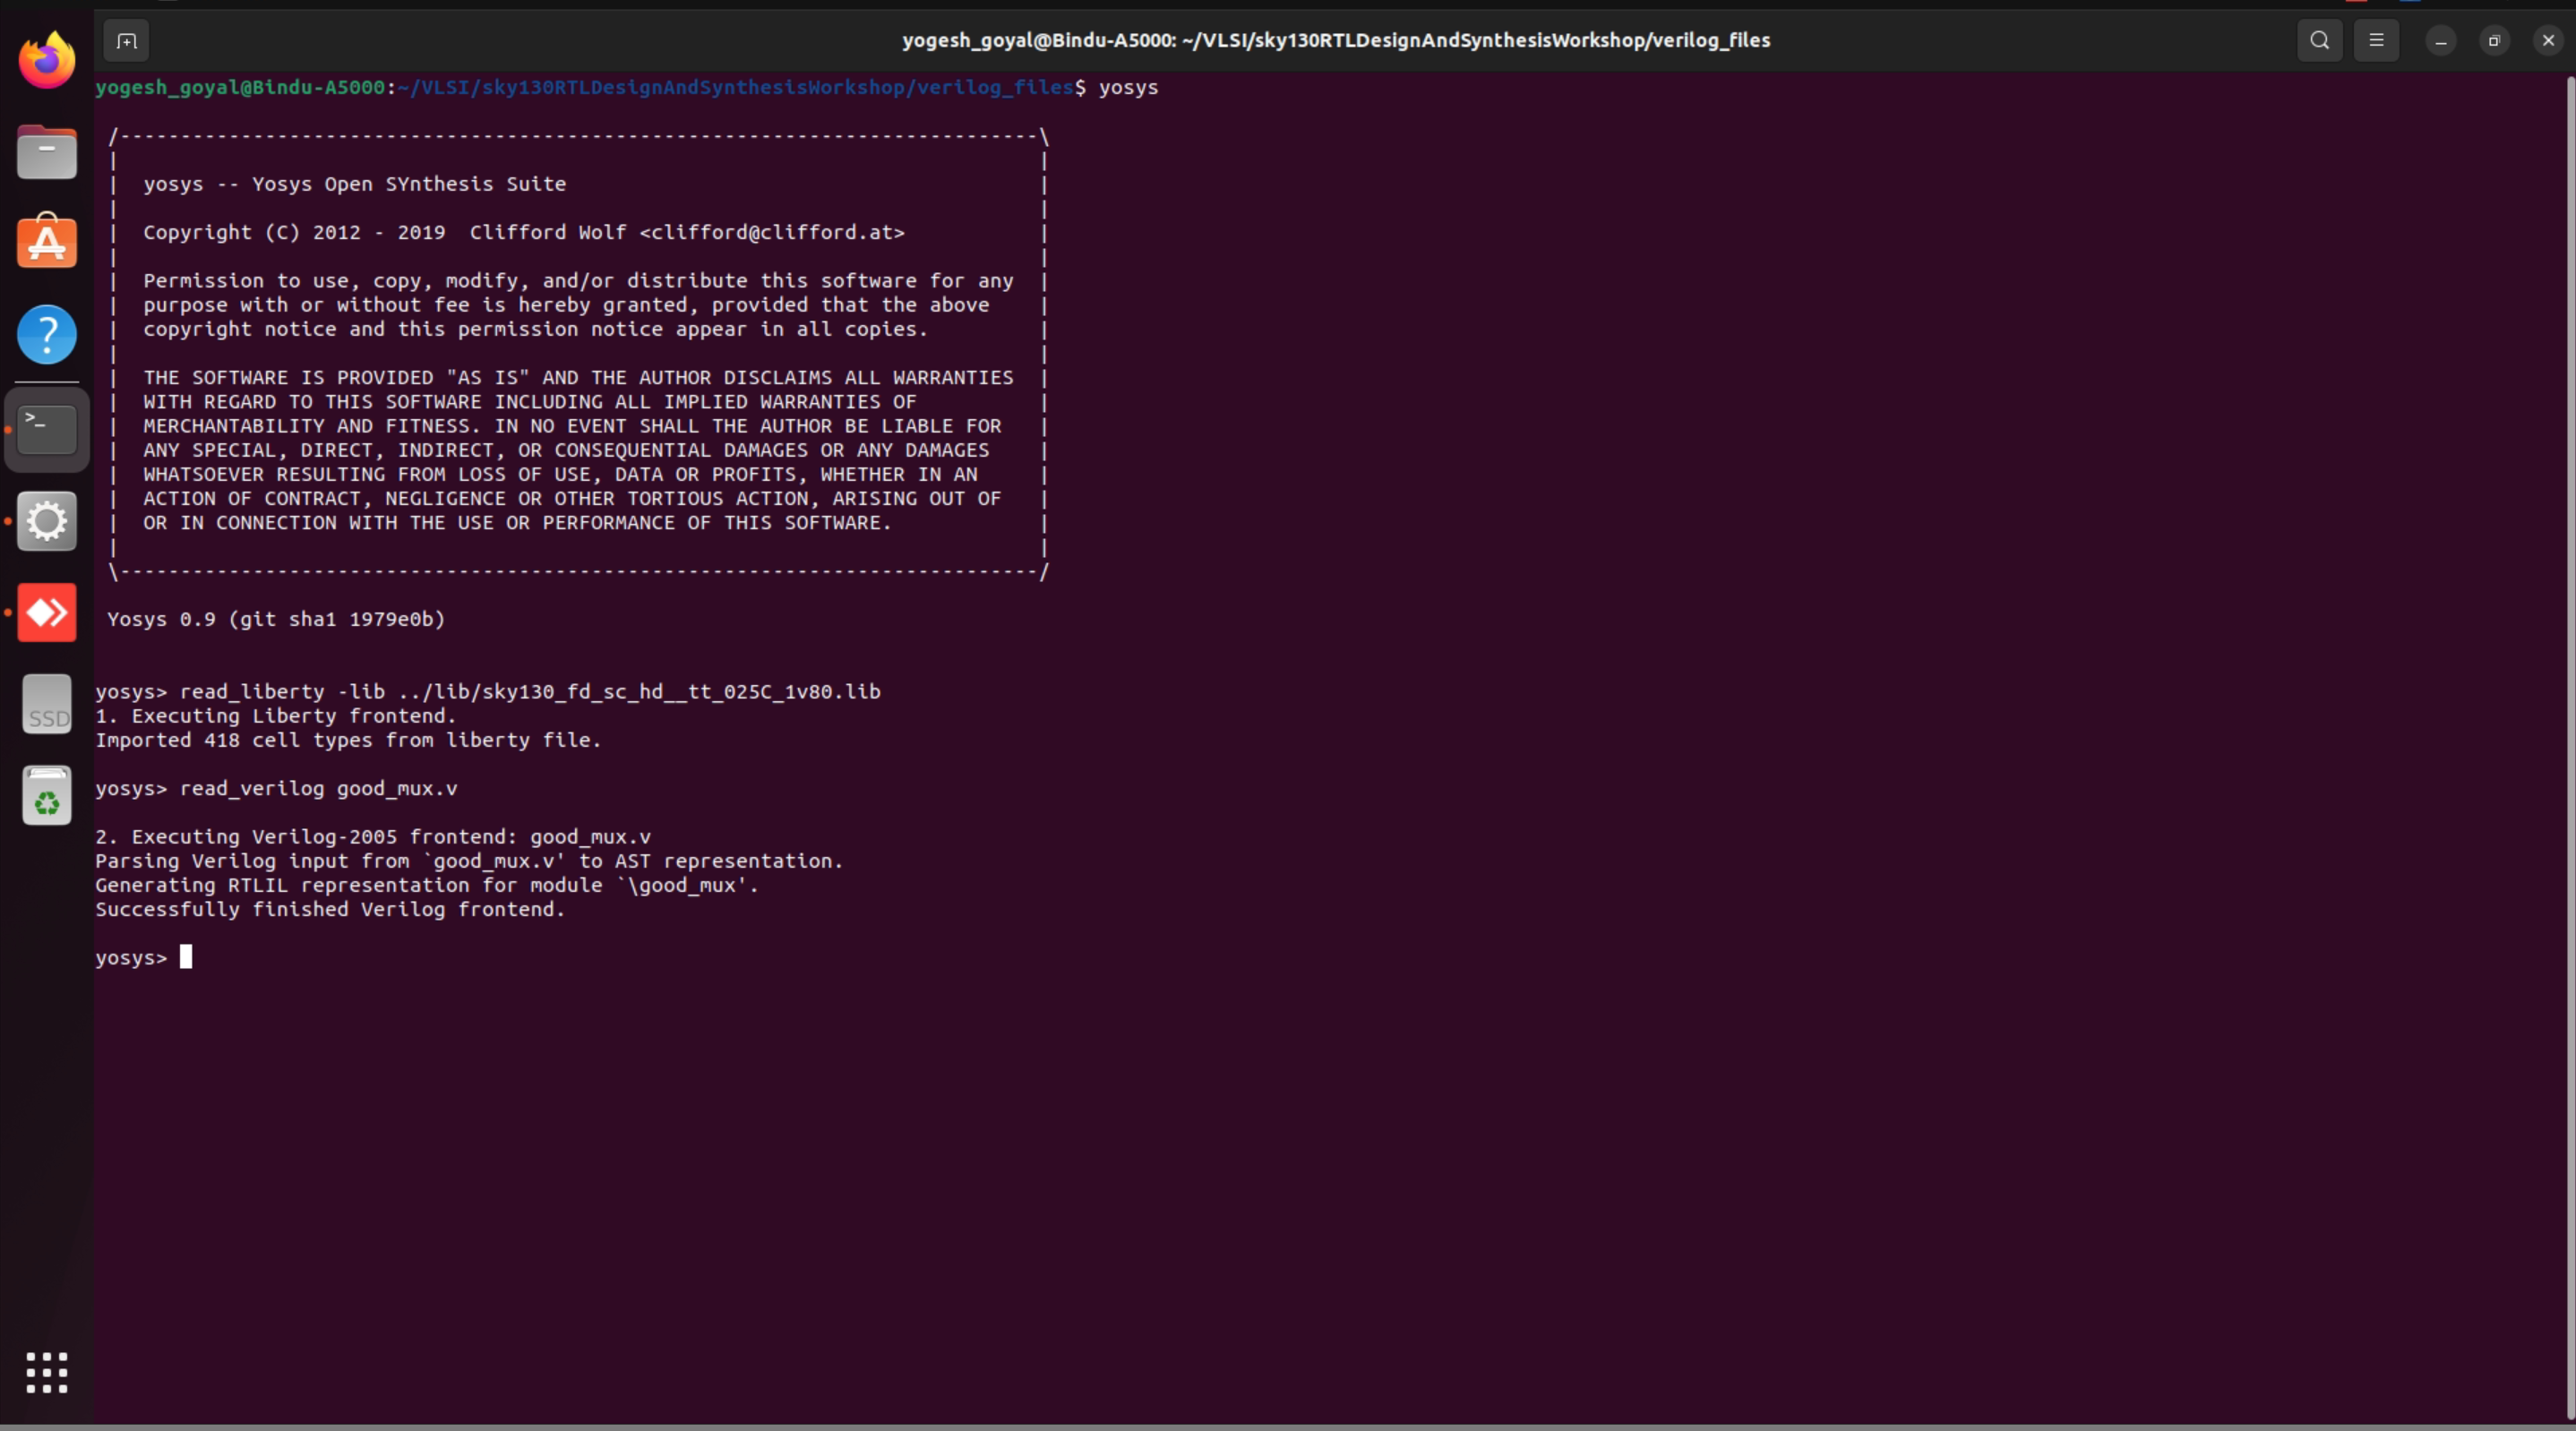 yogesh_goyal@Bindu-A5000: ~/VLSI/sky130RTLDesignAndSynthesisWorkshop/verilog_files
yogesh_goyal@Bindu-A5000:~/VLSI/sky130RTLDesignAndSynthesisWorkshop/verilog_files$ yosys
/----------------------------------------------------------------------------\
|                                                                            |
|  yosys -- Yosys Open SYnthesis Suite                                       |
|                                                                            |
|  Copyright (C) 2012 - 2019  Clifford Wolf <clifford@clifford.at>           |
|                                                                            |
|  Permission to use, copy, modify, and/or distribute this software for any  |
|  purpose with or without fee is hereby granted, provided that the above    |
|  copyright notice and this permission notice appear in all copies.         |
|                                                                            |
|  THE SOFTWARE IS PROVIDED "AS IS" AND THE AUTHOR DISCLAIMS ALL WARRANTIES  |
|  WITH REGARD TO THIS SOFTWARE INCLUDING ALL IMPLIED WARRANTIES OF          |
|  MERCHANTABILITY AND FITNESS. IN NO EVENT SHALL THE AUTHOR BE LIABLE FOR   |
|  ANY SPECIAL, DIRECT, INDIRECT, OR CONSEQUENTIAL DAMAGES OR ANY DAMAGES    |
|  WHATSOEVER RESULTING FROM LOSS OF USE, DATA OR PROFITS, WHETHER IN AN     |
|  ACTION OF CONTRACT, NEGLIGENCE OR OTHER TORTIOUS ACTION, ARISING OUT OF   |
|  OR IN CONNECTION WITH THE USE OR PERFORMANCE OF THIS SOFTWARE.            |
|                                                                            |
\----------------------------------------------------------------------------/
Yosys 0.9 (git sha1 1979e0b)
yosys> read_liberty -lib ../lib/sky130_fd_sc_hd__tt_025C_1v80.lib
1. Executing Liberty frontend.
Imported 418 cell types from liberty file.
yosys> read_verilog good_mux.v
2. Executing Verilog-2005 frontend: good_mux.v
Parsing Verilog input from `good_mux.v' to AST representation.
Generating RTLIL representation for module `\good_mux'.
Successfully finished Verilog frontend.
yosys>
SSD